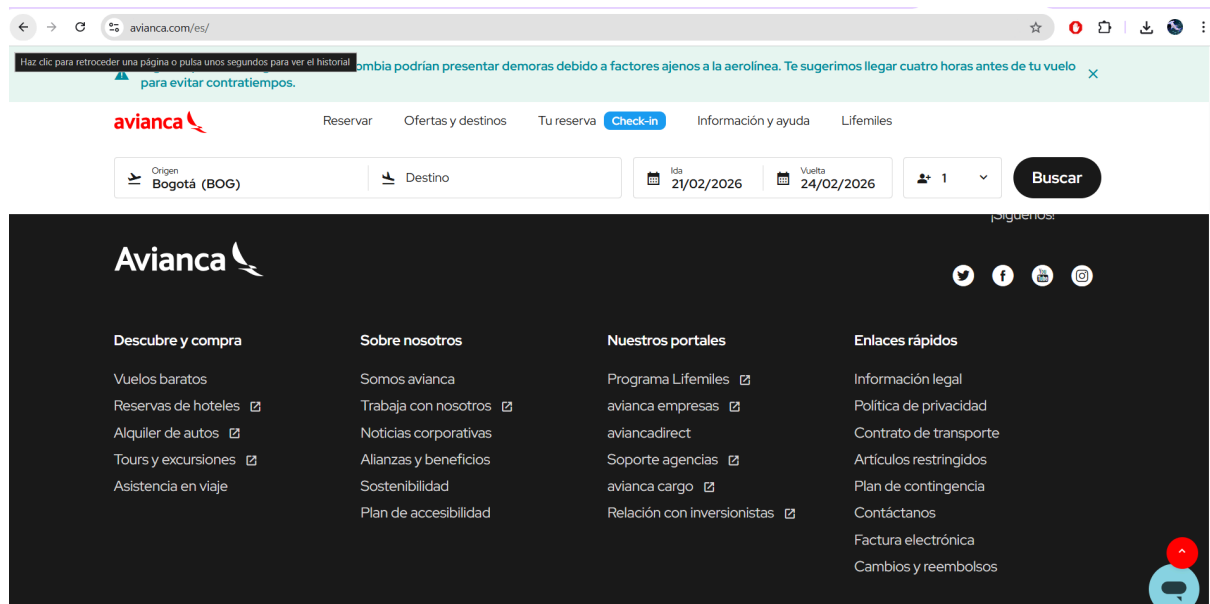 avianca.com/es/
Haz clic para retroceder una página o pulsa unos segundos para ver el historial
ombia podrían presentar demoras debido a factores ajenos a la aerolínea. Te sugerimos llegar cuatro horas antes de tu vuelo
para evitar contratiempos.
avianca Reservar Ofertas y destinos Tu reserva Check-in Información y ayuda Lifemiles
Origen
Bogotá (BOG)
Destino
Ida
21/02/2026
Vuelta
24/02/2026
1
Buscar
¡Síguenos!
Avianca
Descubre y compra
Vuelos baratos
Reservas de hoteles
Alquiler de autos
Tours y excursiones
Asistencia en viaje
Sobre nosotros
Somos avianca
Trabaja con nosotros
Noticias corporativas
Alianzas y beneficios
Sostenibilidad
Plan de accesibilidad
Nuestros portales
Programa Lifemiles
avianca empresas
aviancadirect
Soporte agencias
avianca cargo
Relación con inversionistas
Enlaces rápidos
Información legal
Política de privacidad
Contrato de transporte
Artículos restringidos
Plan de contingencia
Contáctanos
Factura electrónica
Cambios y reembolsos